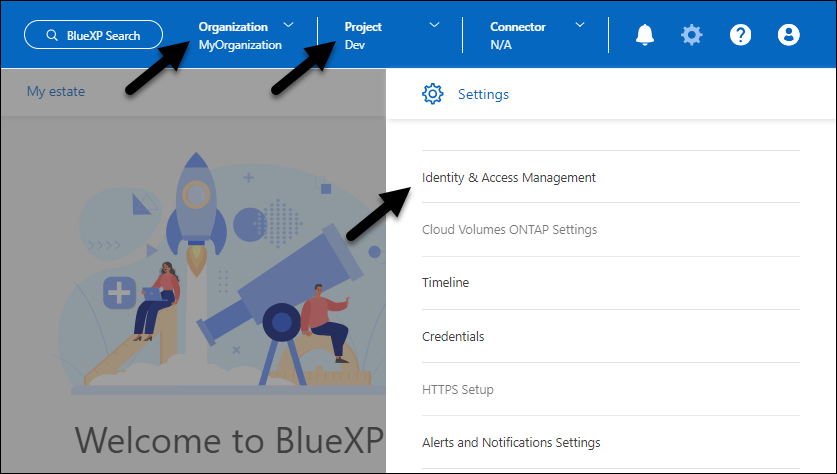 BlueXP Search
Organization
MyOrganization
Project
Dev
Connector
N/A
My estate
Settings
Identity & Access Management
Cloud Volumes ONTAP Settings
Timeline
Credentials
HTTPS Setup
Alerts and Notifications Settings
Welcome to BlueXP